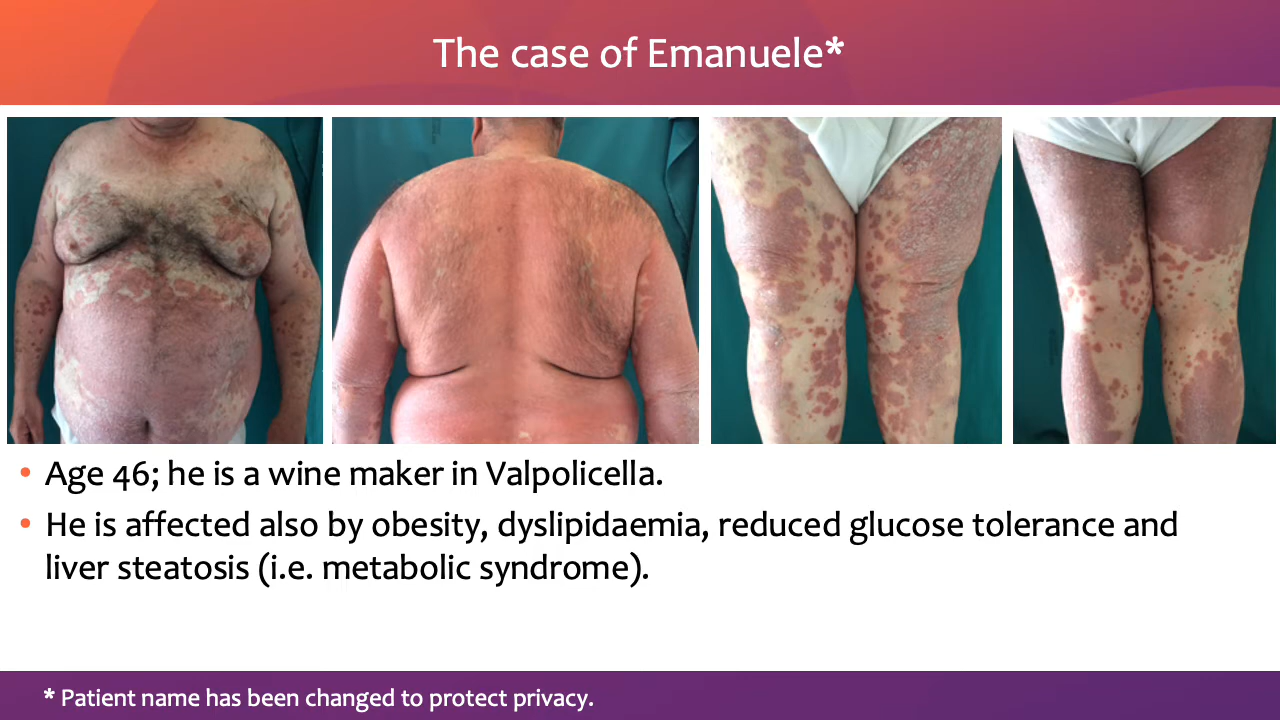 The case of Emanuele*
• Age 46; he is a wine maker in Valpolicella.
• He is affected also by obesity, dyslipidaemia, reduced glucose tolerance and
liver steatosis (i.e. metabolic syndrome).
* Patient name has been changed to protect privacy.